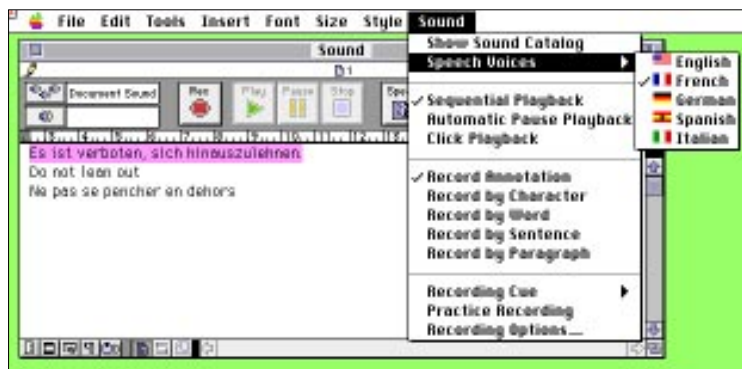 File Edit Tools Insert Font Size Style Sound
Sound
D1
Document Sound
Rec Play Pause Stop
Es ist verboten, sich hinauszulehnen
Do not lean out
Ne pas se pencher en dehors
Show Sound Catalog
Speech Voices
Sequential Playback
Automatic Pause Playback
Click Playback
Record Annotation
Record by Character
Record by Word
Record by Sentence
Record by Paragraph
Recording Cue
Practice Recording
Recording Options...
English
French
German
Spanish
Italian